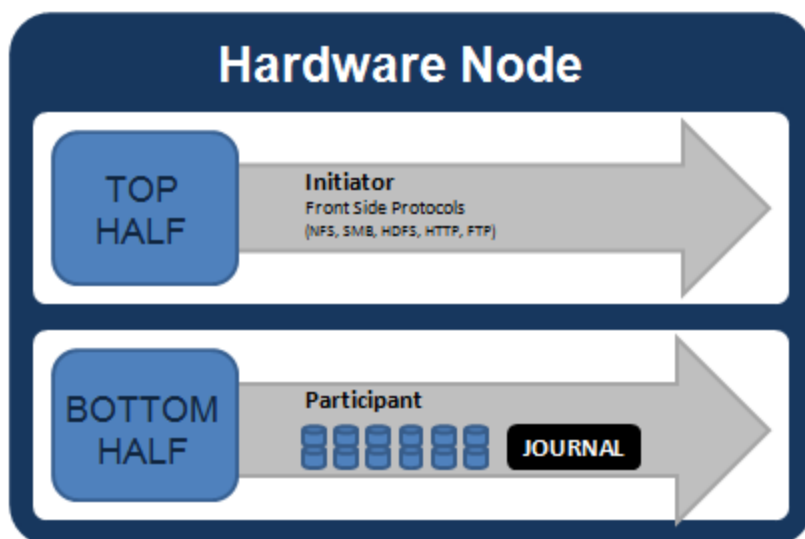 Hardware Node
TOP
HALF
Initiator
Front Side Protocols
(NFS, SMB, HDFS, HTTP, FTP)
BOTTOM
HALF
Participant
JOURNAL